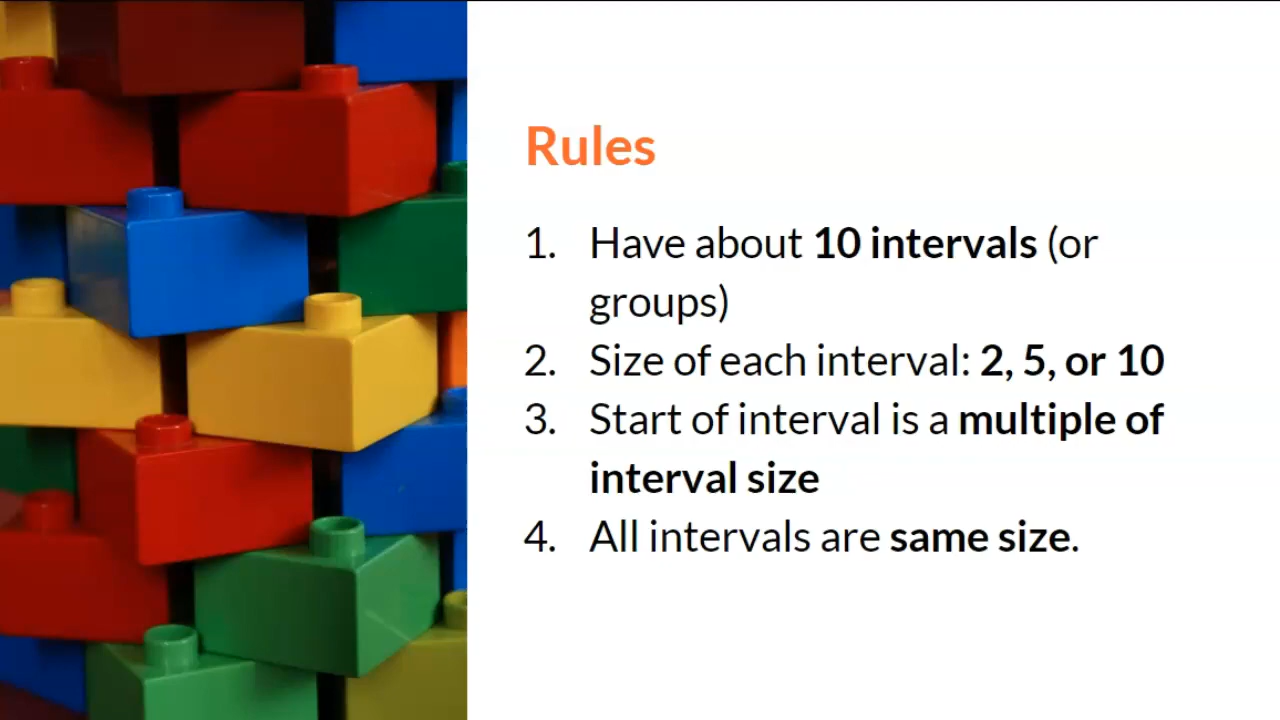 Rules
1. Have about 10 intervals (or
groups)
2. Size of each interval: 2, 5, or 10
3. Start of interval is a multiple of
interval size
4. All intervals are same size.